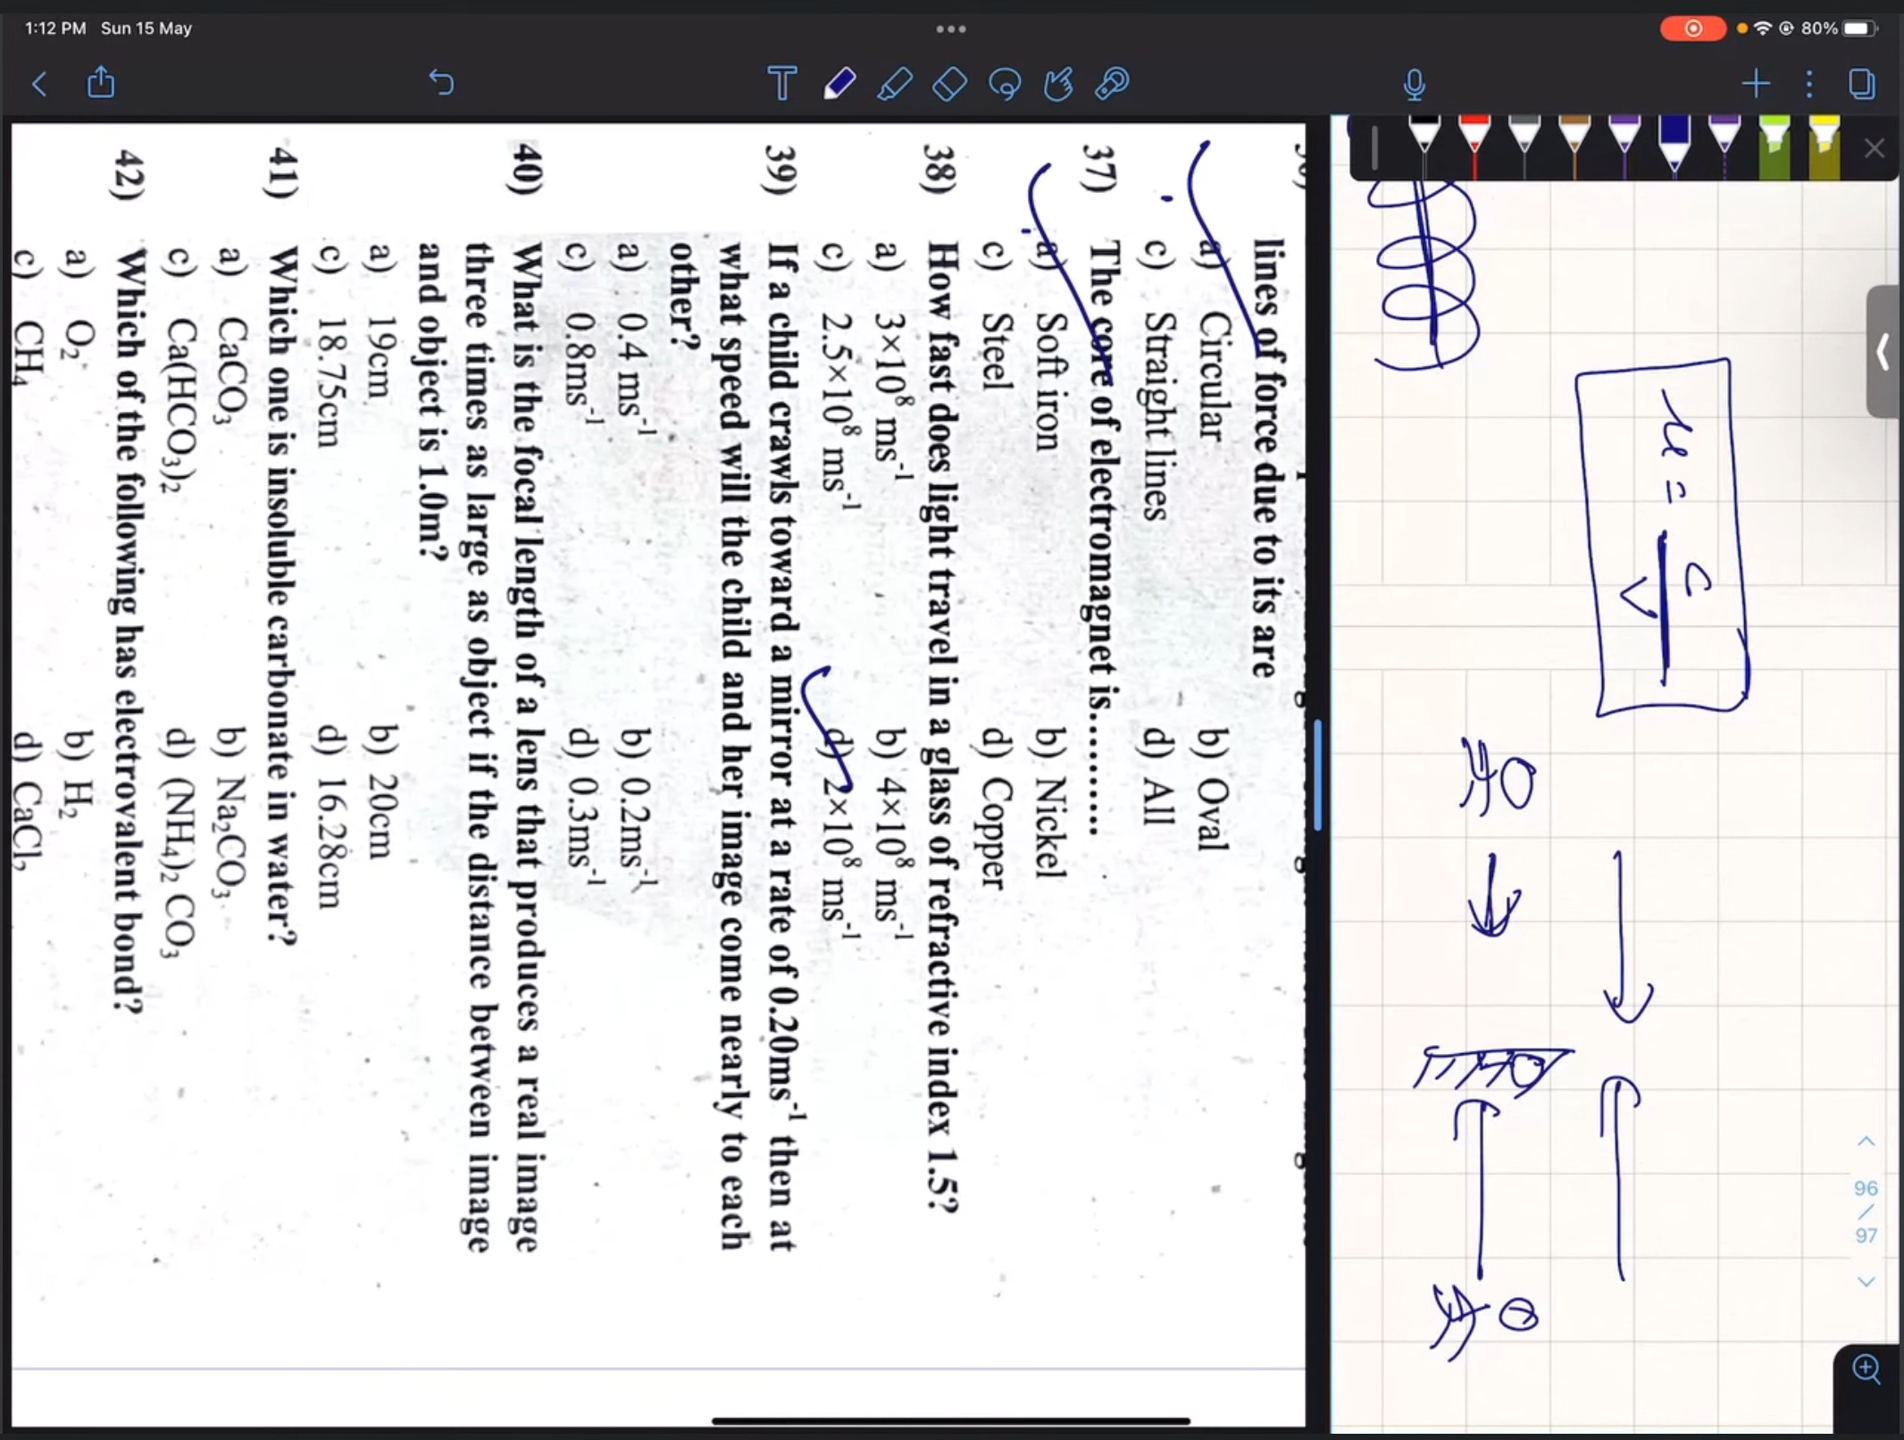 1:12 PM Sun 15 May
80%
lines of force due to its are
a) Circular b) Oval
c) Straight lines d) All
37) The core of electromagnet is..........
a) Soft iron b) Nickel
c) Steel d) Copper
38) How fast does light travel in a glass of refractive index 1.5?
a) 3×10⁸ ms⁻¹ b) 4×10⁸ ms⁻¹
c) 2.5×10⁸ ms⁻¹ d) 2×10⁸ ms⁻¹
39) If a child crawls toward a mirror at a rate of 0.20ms⁻¹ then at
what speed will the child and her image come nearly to each
other?
a) 0.4 ms⁻¹ b) 0.2ms⁻¹
c) 0.8ms⁻¹ d) 0.3ms⁻¹
40) What is the focal length of a lens that produces a real image
three times as large as object if the distance between image
and object is 1.0m?
a) 19cm b) 20cm
c) 18.75cm d) 16.28cm
41) Which one is insoluble carbonate in water?
a) CaCO₃ b) Na₂CO₃
c) Ca(HCO₃)₂ d) (NH₄)₂ CO₃
42) Which of the following has electrovalent bond?
a) O₂ b) H₂
c) CH₄ d) CaCl₂
μ = c
v
96
/
97